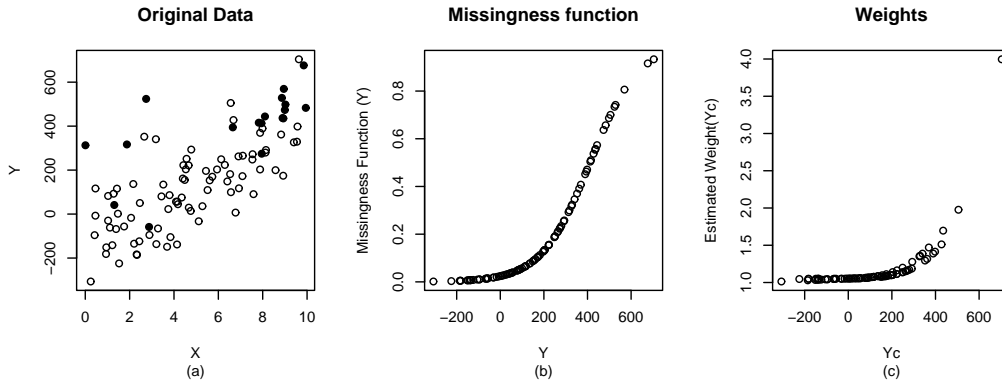 Original Data
Y
−200
0
200
400
600
0
2
4
6
8
10
X
(a)
Missingness function
Missingness Function (Y)
0.0
0.2
0.4
0.6
0.8
−200
0
200
400
600
Y
(b)
Weights
Estimated Weight(Yc)
1.0
1.5
2.0
2.5
3.0
3.5
4.0
−200
0
200
400
600
Yc
(c)